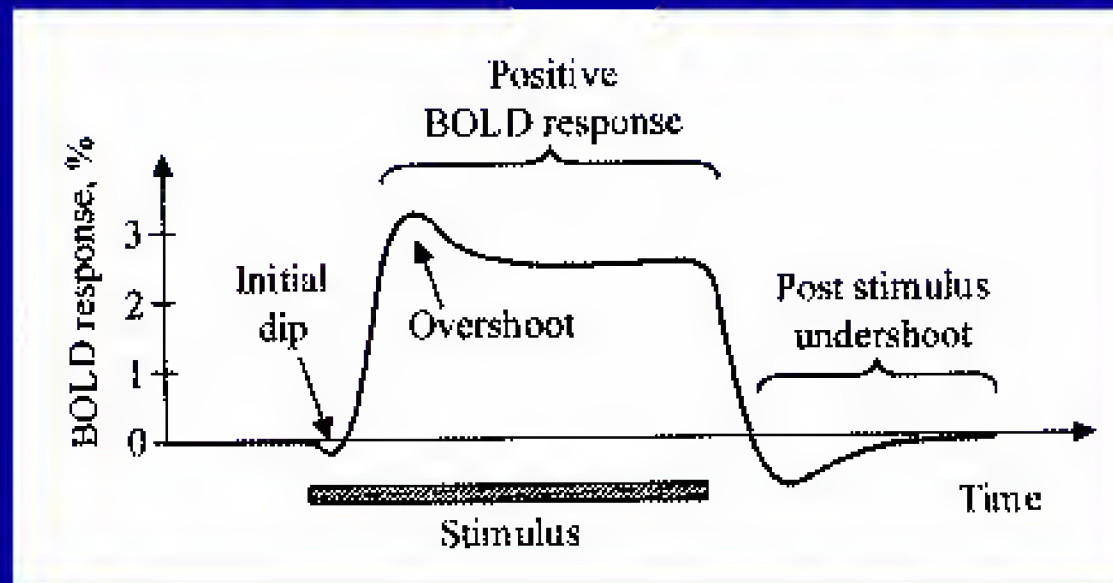 Positive
BOLD response
BOLD response, %
3
2
1
0
Initial
dip
Overshoot
Post stimulus
undershoot
Time
Stimulus